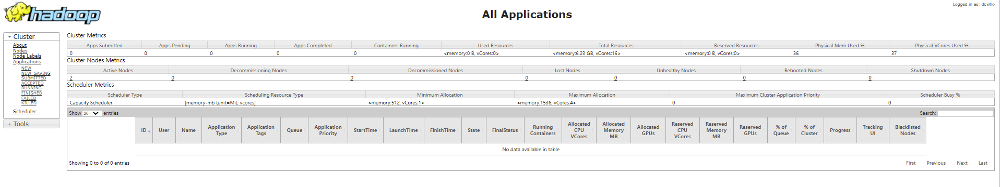 Logged in as: dr.who
hadoop
All Applications
Cluster
About
Nodes
Node Labels
Applications
NEW
NEW_SAVING
SUBMITTED
ACCEPTED
RUNNING
FINISHED
FAILED
KILLED
Scheduler
Tools
Cluster Metrics
Apps Submitted Apps Pending Apps Running Apps Completed Containers Running Used Resources Total Resources Reserved Resources Physical Mem Used % Physical VCores Used %
0 0 0 0 0 <memory:0 B, vCores:0> <memory:6.23 GB, vCores:16> <memory:0 B, vCores:0> 36 37
Cluster Nodes Metrics
Active Nodes Decommissioning Nodes Decommissioned Nodes Lost Nodes Unhealthy Nodes Rebooted Nodes Shutdown Nodes
2 0 0 0 0 0 0
Scheduler Metrics
Scheduler Type Scheduling Resource Type Minimum Allocation Maximum Allocation Maximum Cluster Application Priority Scheduler Busy %
Capacity Scheduler [memory-mb (unit=Mi), vcores] <memory:512, vCores:1> <memory:1536, vCores:4> 0 0
Show 20 entries Search:
ID User Name Application Type Application Tags Queue Application Priority StartTime LaunchTime FinishTime State FinalStatus Running Containers Allocated CPU VCores Allocated Memory MB Allocated GPUs Reserved CPU VCores Reserved Memory MB Reserved GPUs % of Queue % of Cluster Progress Tracking UI Blacklisted Nodes
No data available in table
Showing 0 to 0 of 0 entries First Previous Next Last